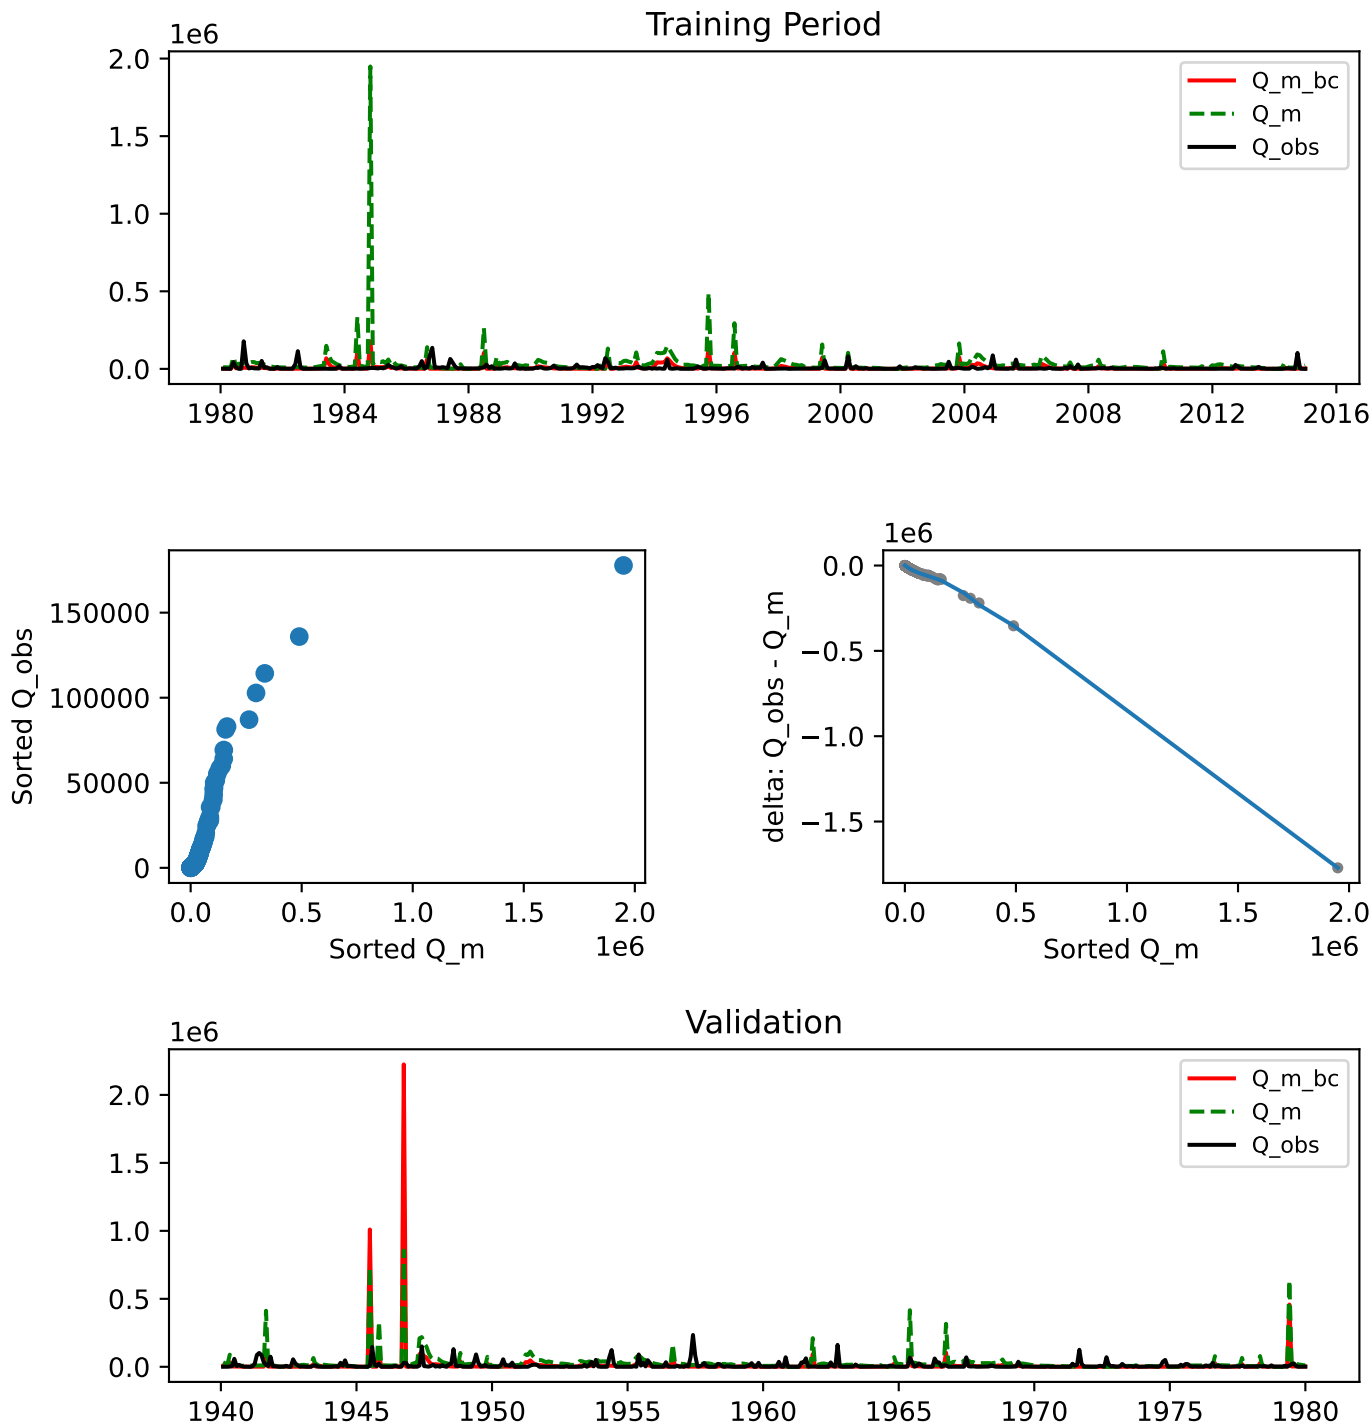 Training Period
1e6
2.0
1.5
1.0
0.5
0.0
Q_m_bc
Q_m
Q_obs
1980 1984 1988 1992 1996 2000 2004 2008 2012 2016
Sorted Q_obs
150000
100000
50000
0
0.0 0.5 1.0 1.5 2.0
Sorted Q_m
1e6
1e6
delta: Q_obs - Q_m
0.0
−0.5
−1.0
−1.5
0.0 0.5 1.0 1.5 2.0
Sorted Q_m
1e6
Validation
1e6
2.0
1.5
1.0
0.5
0.0
Q_m_bc
Q_m
Q_obs
1940 1945 1950 1955 1960 1965 1970 1975 1980